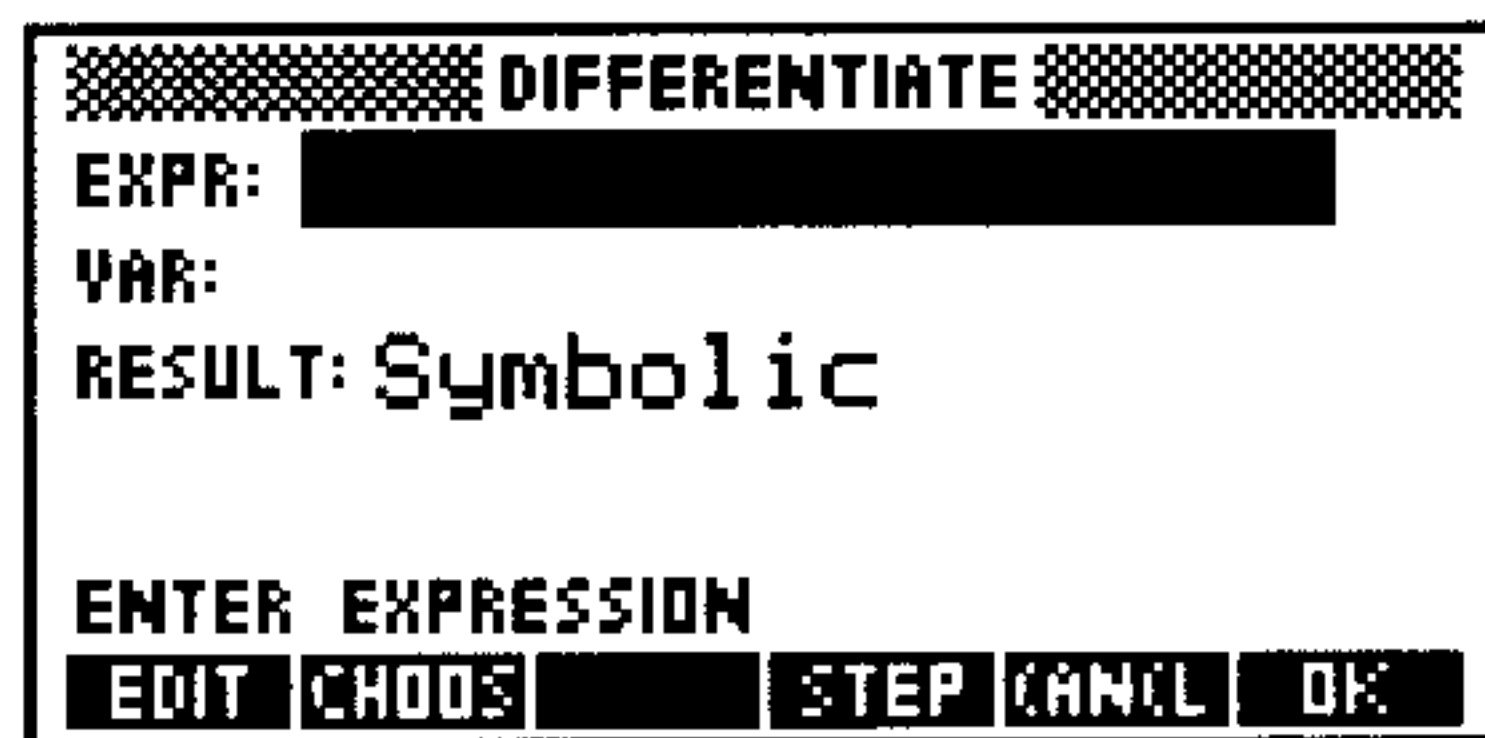 DIFFERENTIATE
EXPR:
VAR:
RESULT: Symbolic
ENTER EXPRESSION
EDIT CHOOS STEP CANCL OK